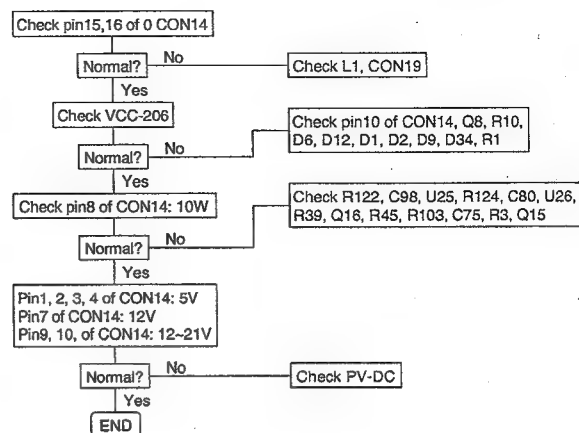 Check pin15,16 of 0 CON14
Normal?
No
Check L1, CON19
Yes
Check VCC-206
Normal?
No
Check pin10 of CON14, Q8, R10,
D6, D12, D1, D2, D9, D34, R1
Yes
Check pin8 of CON14: 10W
Normal?
No
Check R122, C98, U25, R124, C80, U26,
R39, Q16, R45, R103, C75, R3, Q15
Yes
Pin1, 2, 3, 4 of CON14: 5V
Pin7 of CON14: 12V
Pin9, 10, of CON14: 12~21V
Normal?
No
Check PV-DC
Yes
END